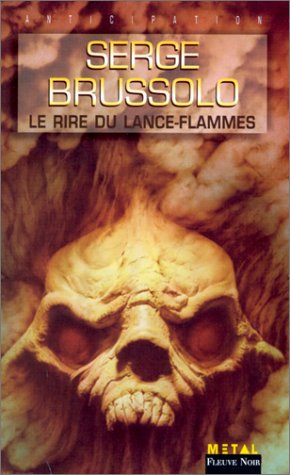 ANTICIPATION
SERGE
BRUSSOLO
LE RIRE DU LANCE-FLAMMES
METAL
FLEUVE NOIR